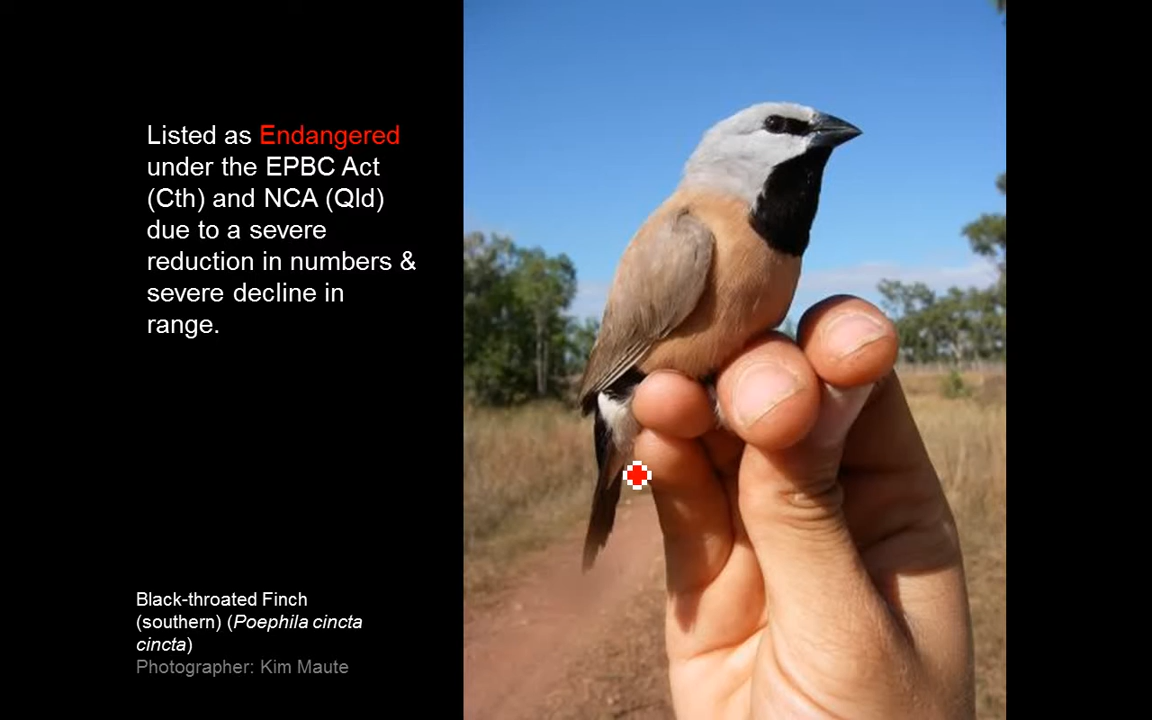 Listed as Endangered
under the EPBC Act
(Cth) and NCA (Qld)
due to a severe
reduction in numbers &
severe decline in
range.
Black-throated Finch
(southern) (Poephila cincta
cincta)
Photographer: Kim Maute